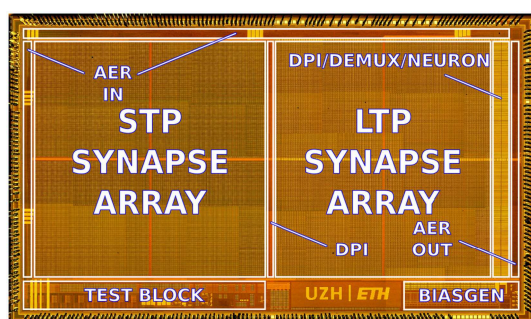 AER
IN
DPI/DEMUX/NEURON
STP
SYNAPSE
ARRAY
LTP
SYNAPSE
ARRAY
DPI
AER
OUT
TEST BLOCK
UZH | ETH
BIASGEN